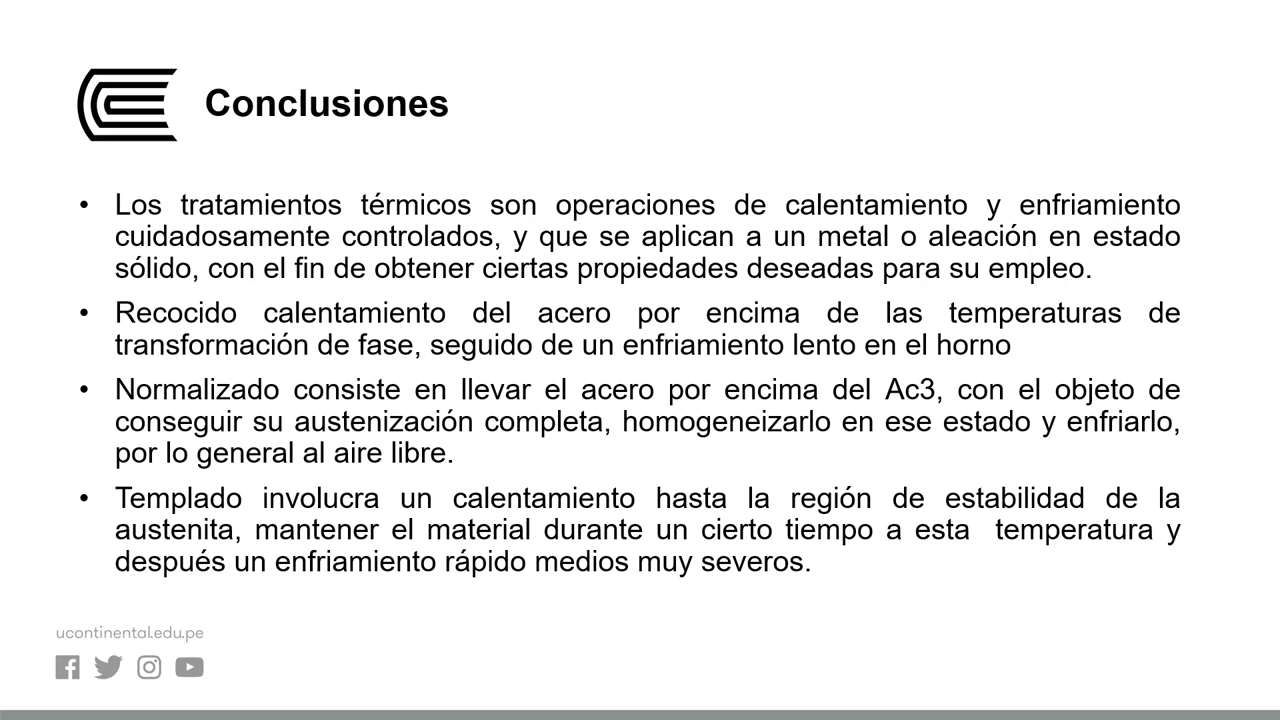 Conclusiones
• Los tratamientos térmicos son operaciones de calentamiento y enfriamiento
cuidadosamente controlados, y que se aplican a un metal o aleación en estado
sólido, con el fin de obtener ciertas propiedades deseadas para su empleo.
• Recocido calentamiento del acero por encima de las temperaturas de
transformación de fase, seguido de un enfriamiento lento en el horno
• Normalizado consiste en llevar el acero por encima del Ac3, con el objeto de
conseguir su austenización completa, homogeneizarlo en ese estado y enfriarlo,
por lo general al aire libre.
• Templado involucra un calentamiento hasta la región de estabilidad de la
austenita, mantener el material durante un cierto tiempo a esta temperatura y
después un enfriamiento rápido medios muy severos.
ucontinental.edu.pe